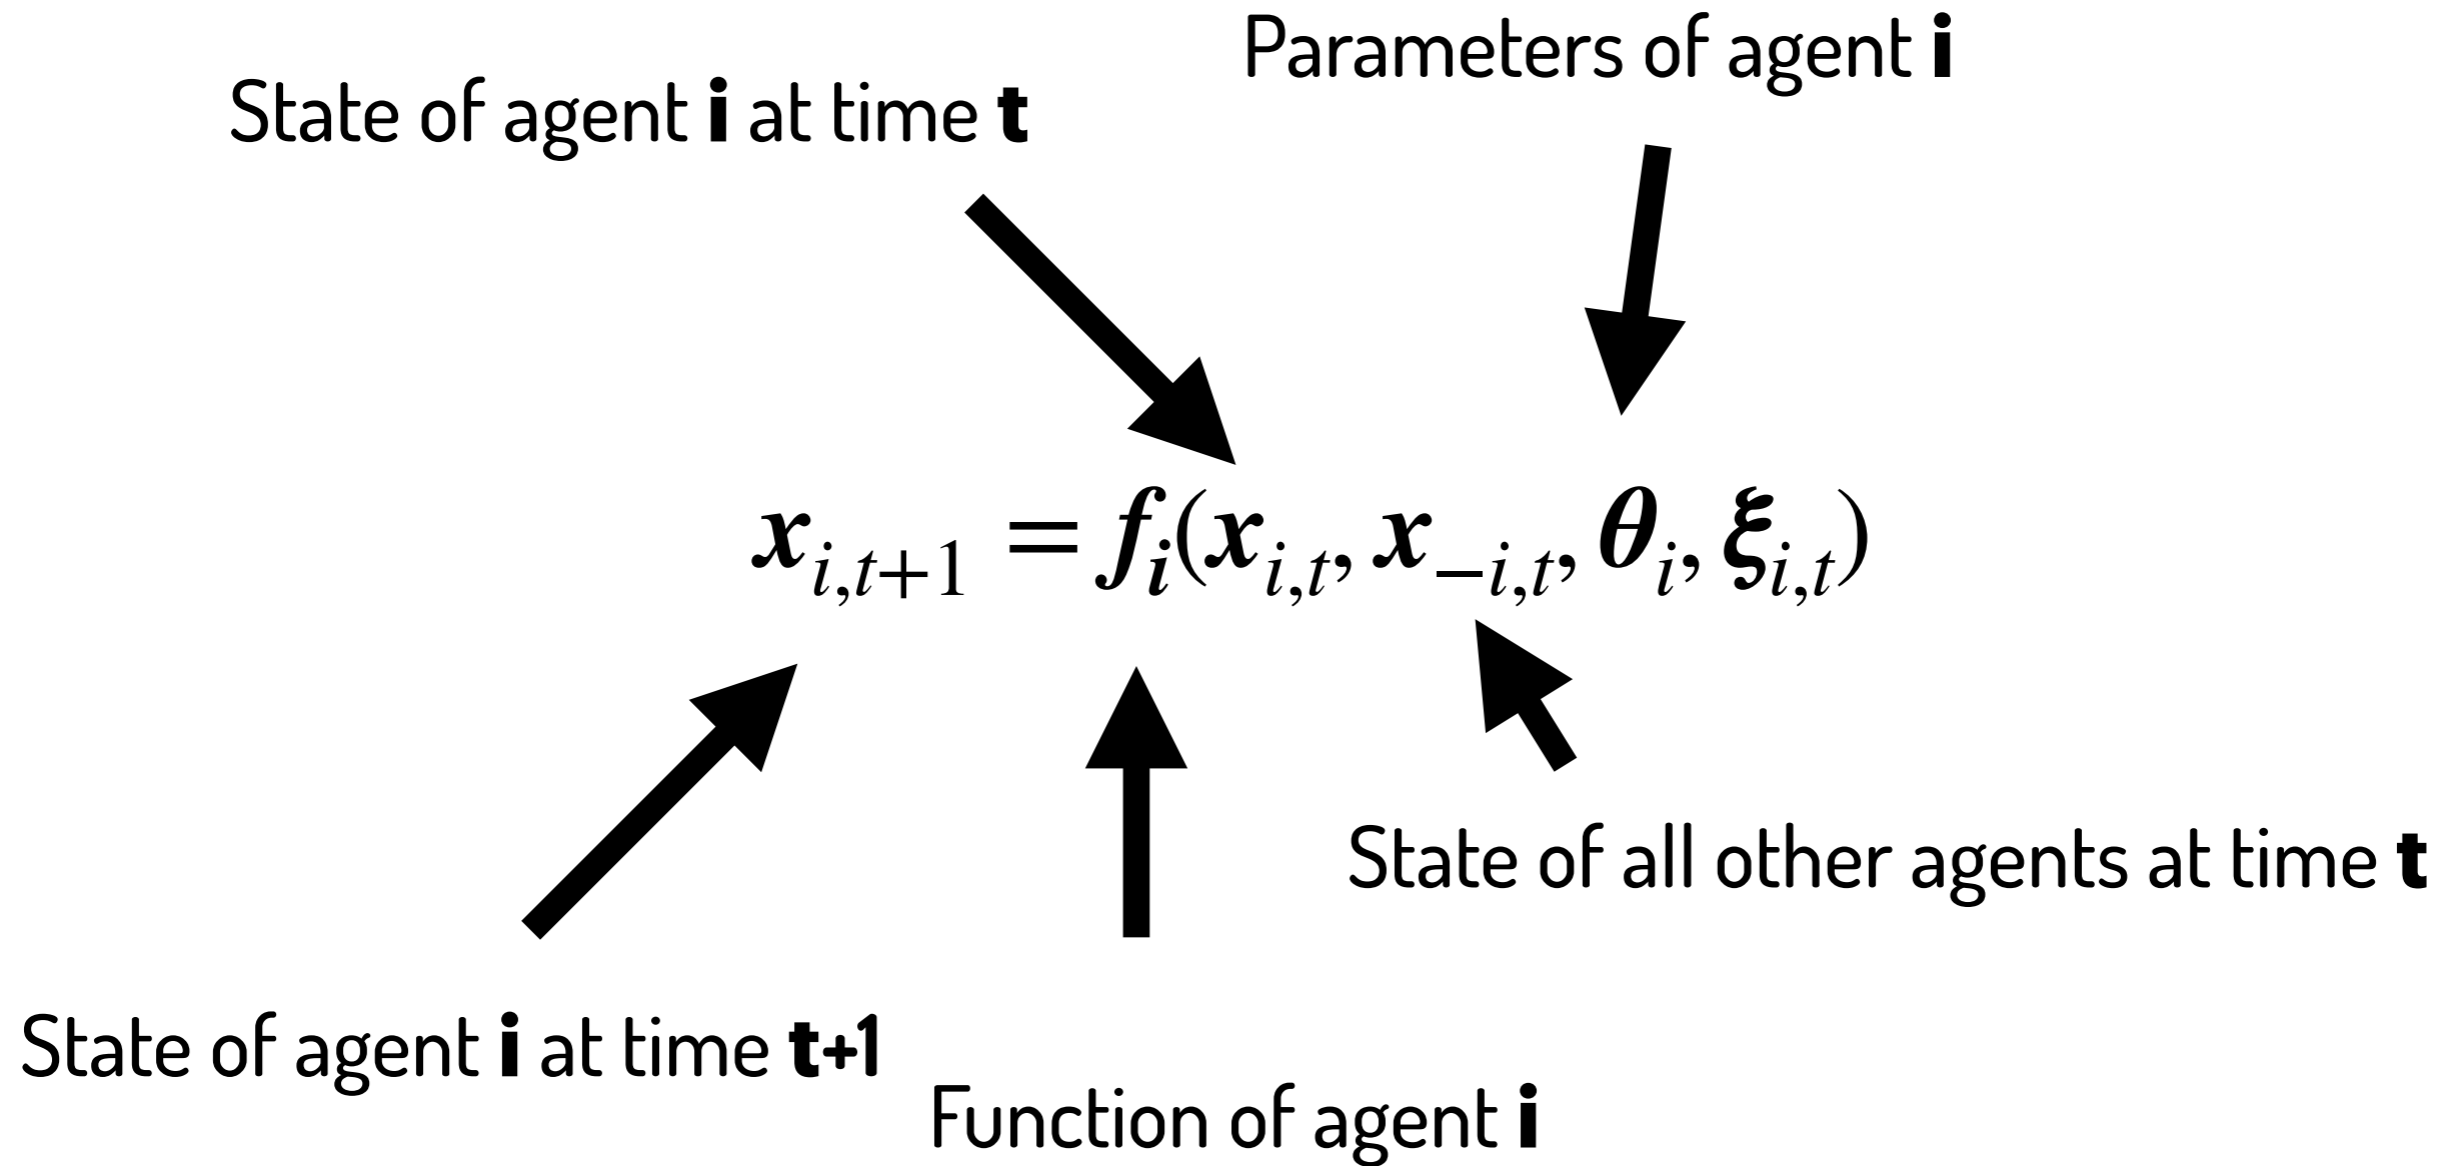 Parameters of agent i
State of agent i at time t
x_{i,t+1} = f_i(x_{i,t}, x_{−i,t}, θ_i, ξ_{i,t})
State of all other agents at time t
State of agent i at time t+1
Function of agent i